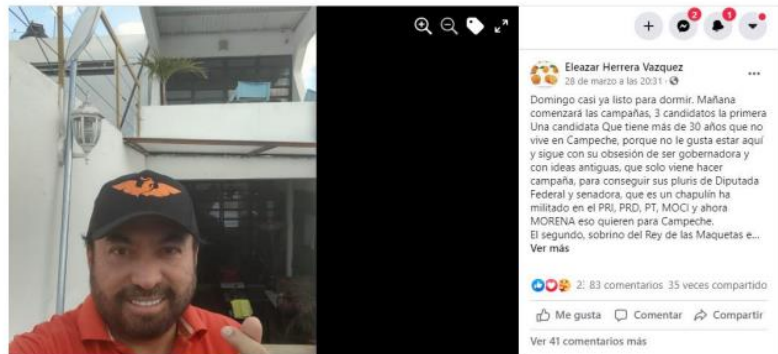 Eleazar Herrera Vazquez
28 de marzo a las 20:31 ·
Domingo casi ya listo para dormir. Mañana
comenzará las campañas, 3 candidatos la primera
Una candidata Que tiene más de 30 años que no
vive en Campeche, porque no le gusta estar aquí
y sigue con su obsesión de ser gobernadora y
con ideas antiguas, que solo viene hacer
campaña, para conseguir sus pluris de Diputada
Federal y senadora, que es un chapulín ha
militado en el PRI, PRD, PT, MOCI y ahora
MORENA eso quieren para Campeche.
El segundo, sobrino del Rey de las Maquetas e...
Ver más
83 comentarios 35 veces compartido
Me gusta Comentar Compartir
Ver 41 comentarios más
2
1